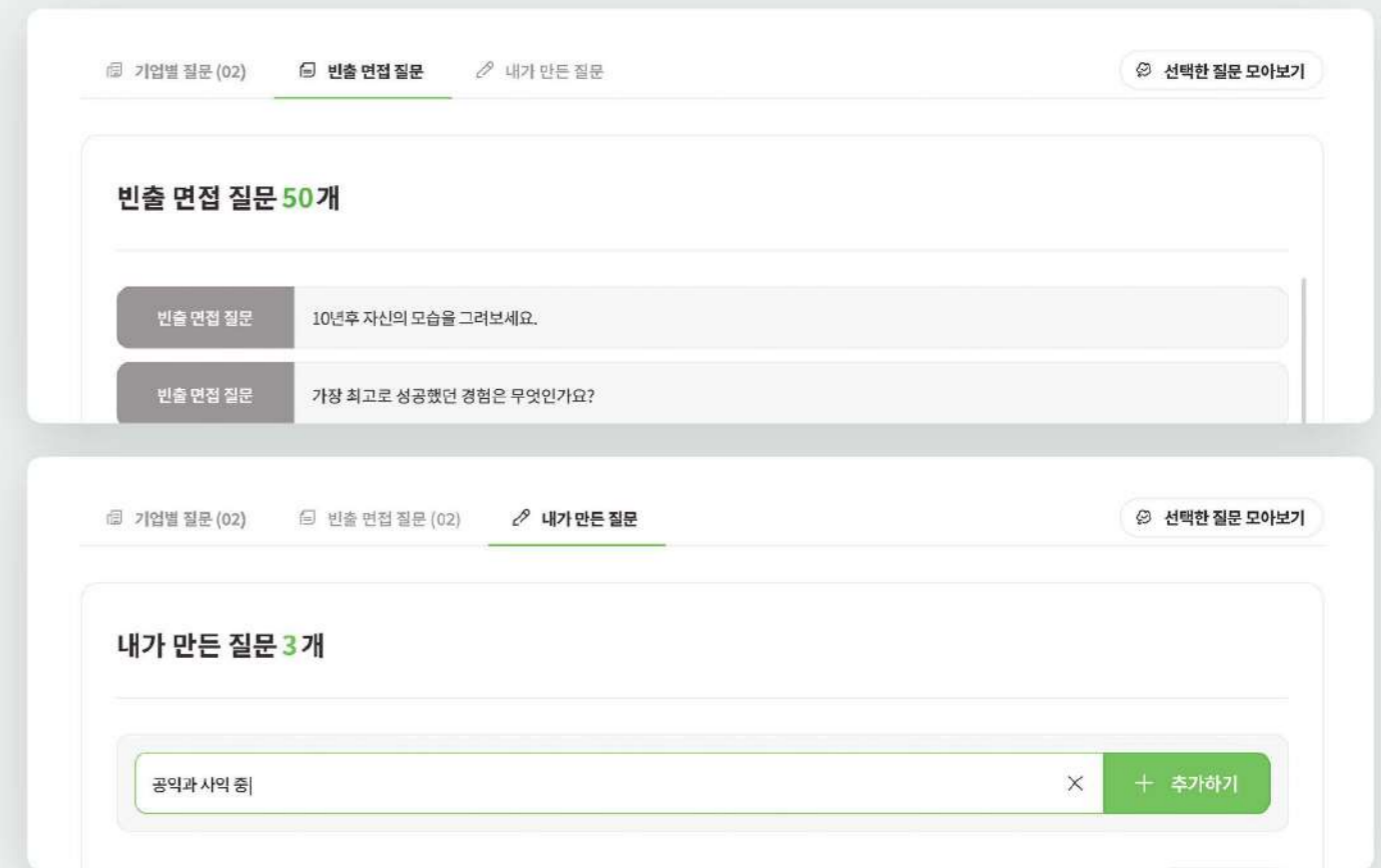 기업별 질문 (02) 빈출 면접 질문 내가 만든 질문 선택한 질문 모아보기
빈출 면접 질문 50개
빈출 면접 질문 10년후 자신의 모습을 그려보세요.
빈출 면접 질문 가장 최고로 성공했던 경험은 무엇인가요?
기업별 질문 (02) 빈출 면접 질문 (02) 내가 만든 질문 선택한 질문 모아보기
내가 만든 질문 3개
공익과 사익 중 추가하기